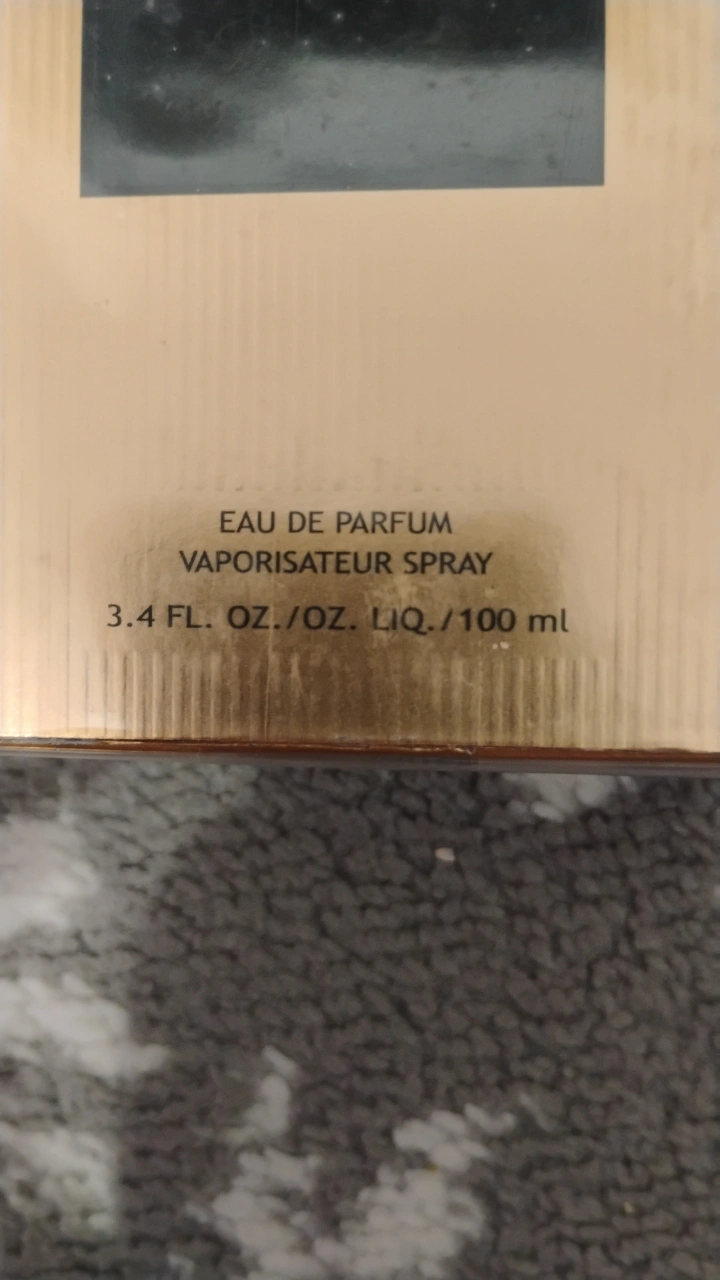 EAU DE PARFUM
VAPORISATEUR SPRAY
3.4 FL. OZ./OZ. LIQ./100 ml